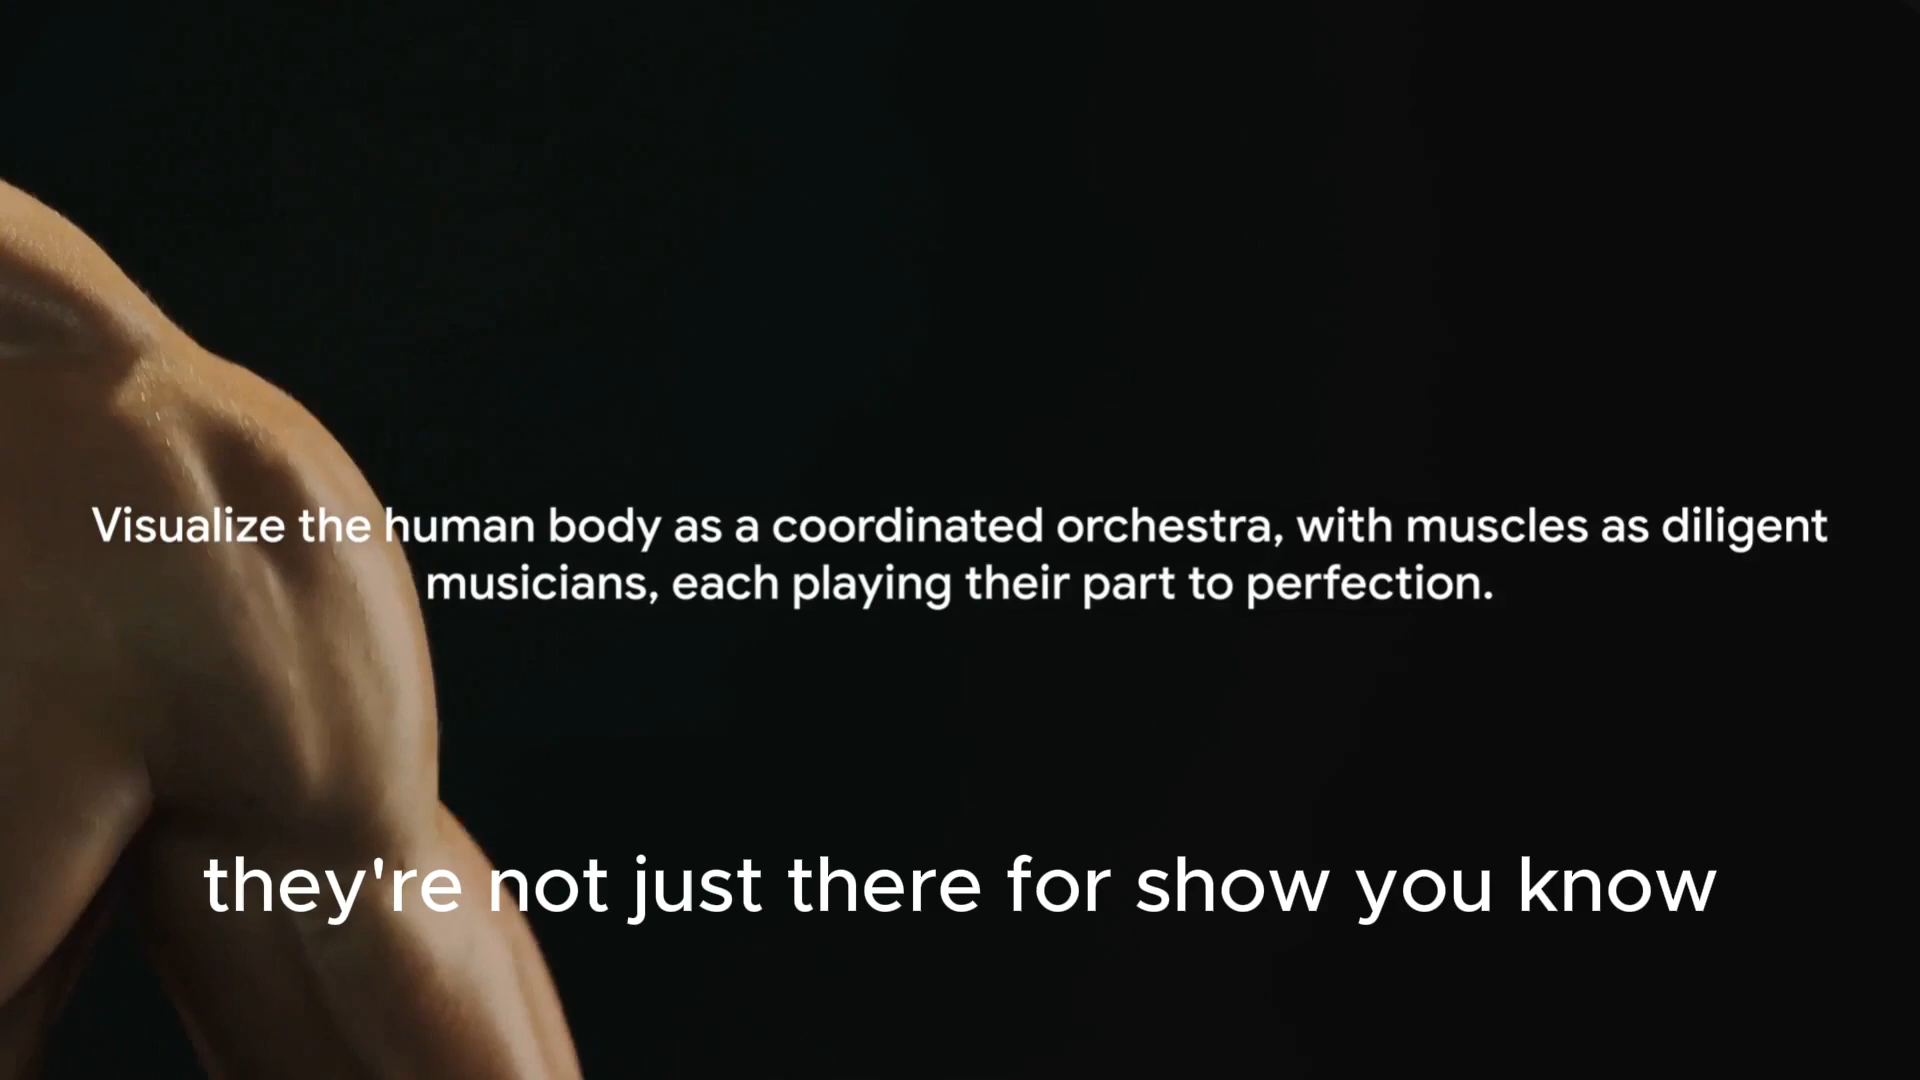 Visualize the human body as a coordinated orchestra, with muscles as diligent
musicians, each playing their part to perfection.
they're not just there for show you know